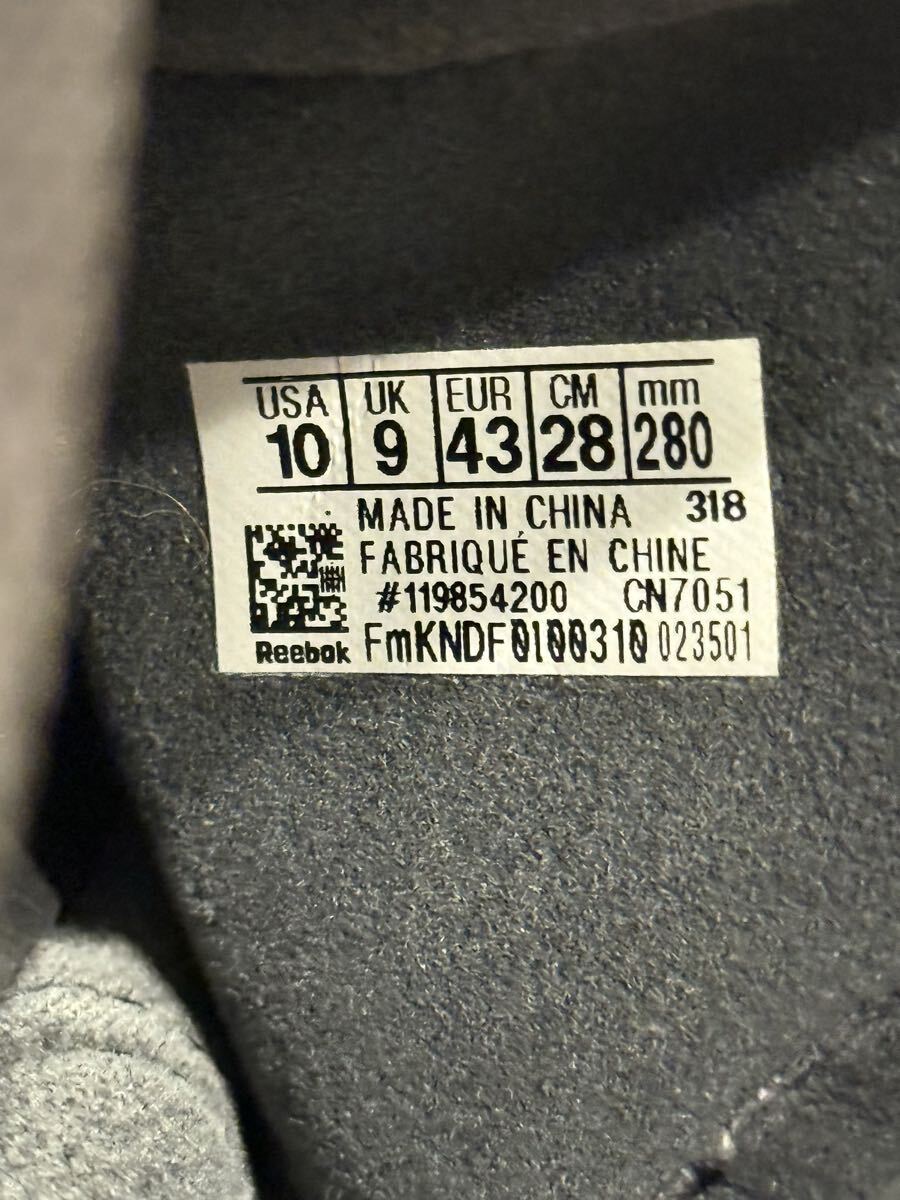 USA UK EUR CM mm
10 9 43 28 280
MADE IN CHINA 318
FABRIQUÉ EN CHINE
#119854200 CN7051
Reebok FmKNDF0100310 023501